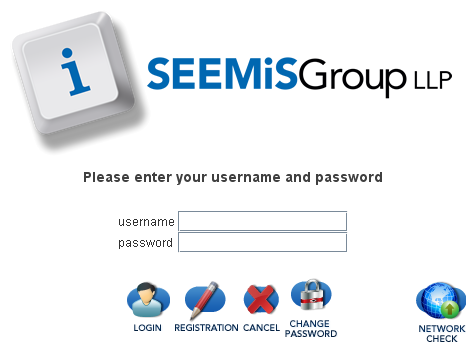 i
SEEMiSGroup LLP
Please enter your username and password
username
password
LOGIN
REGISTRATION
CANCEL
CHANGE
PASSWORD
NETWORK
CHECK